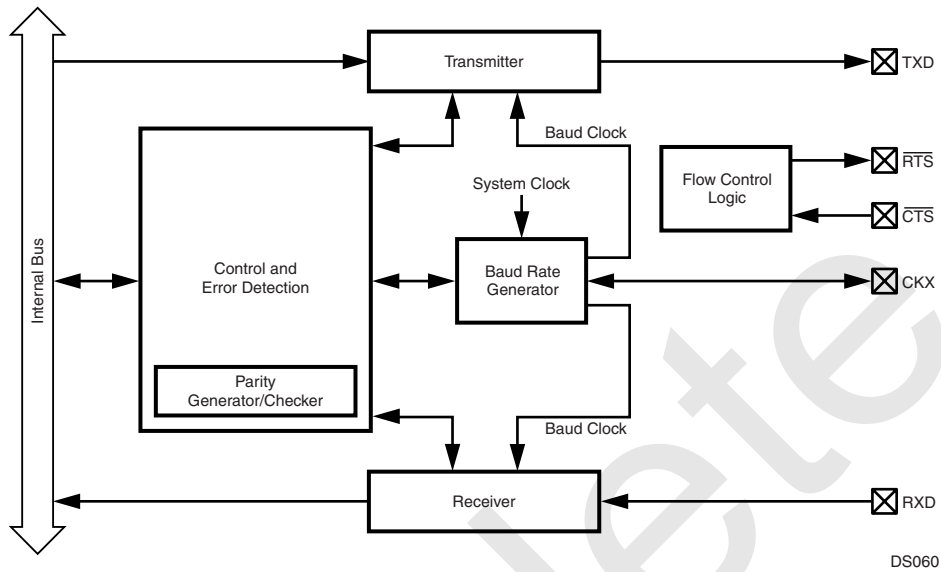 Transmitter
TXD
Baud Clock
RTS
System Clock
Flow Control
Logic
CTS
Internal Bus
Control and
Error Detection
Baud Rate
Generator
CKX
Parity
Generator/Checker
Baud Clock
Receiver
RXD
DS060
lete